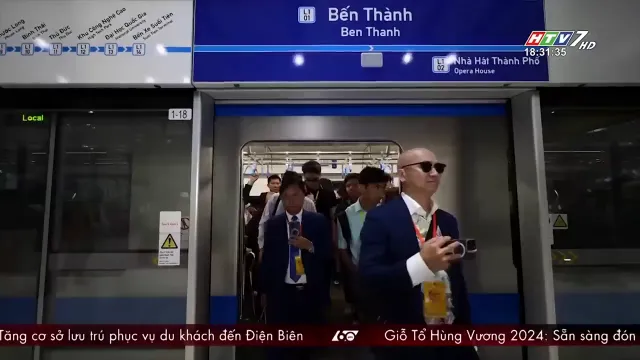 L1
01
Bến Thành
Ben Thanh
L1
02
Nhà Hát Thành Phố
Opera House
HTV7 HD
18:31:35
Phước Long
Bình Thái
Thủ Đức
Khu Công Nghệ Cao
Đại Học Quốc Gia
Bến Xe Suối Tiên
Local
1-18
Tăng cơ sở lưu trú phục vụ du khách đến Điện Biên
60
Giỗ Tổ Hùng Vương 2024: Sẵn sàng đón